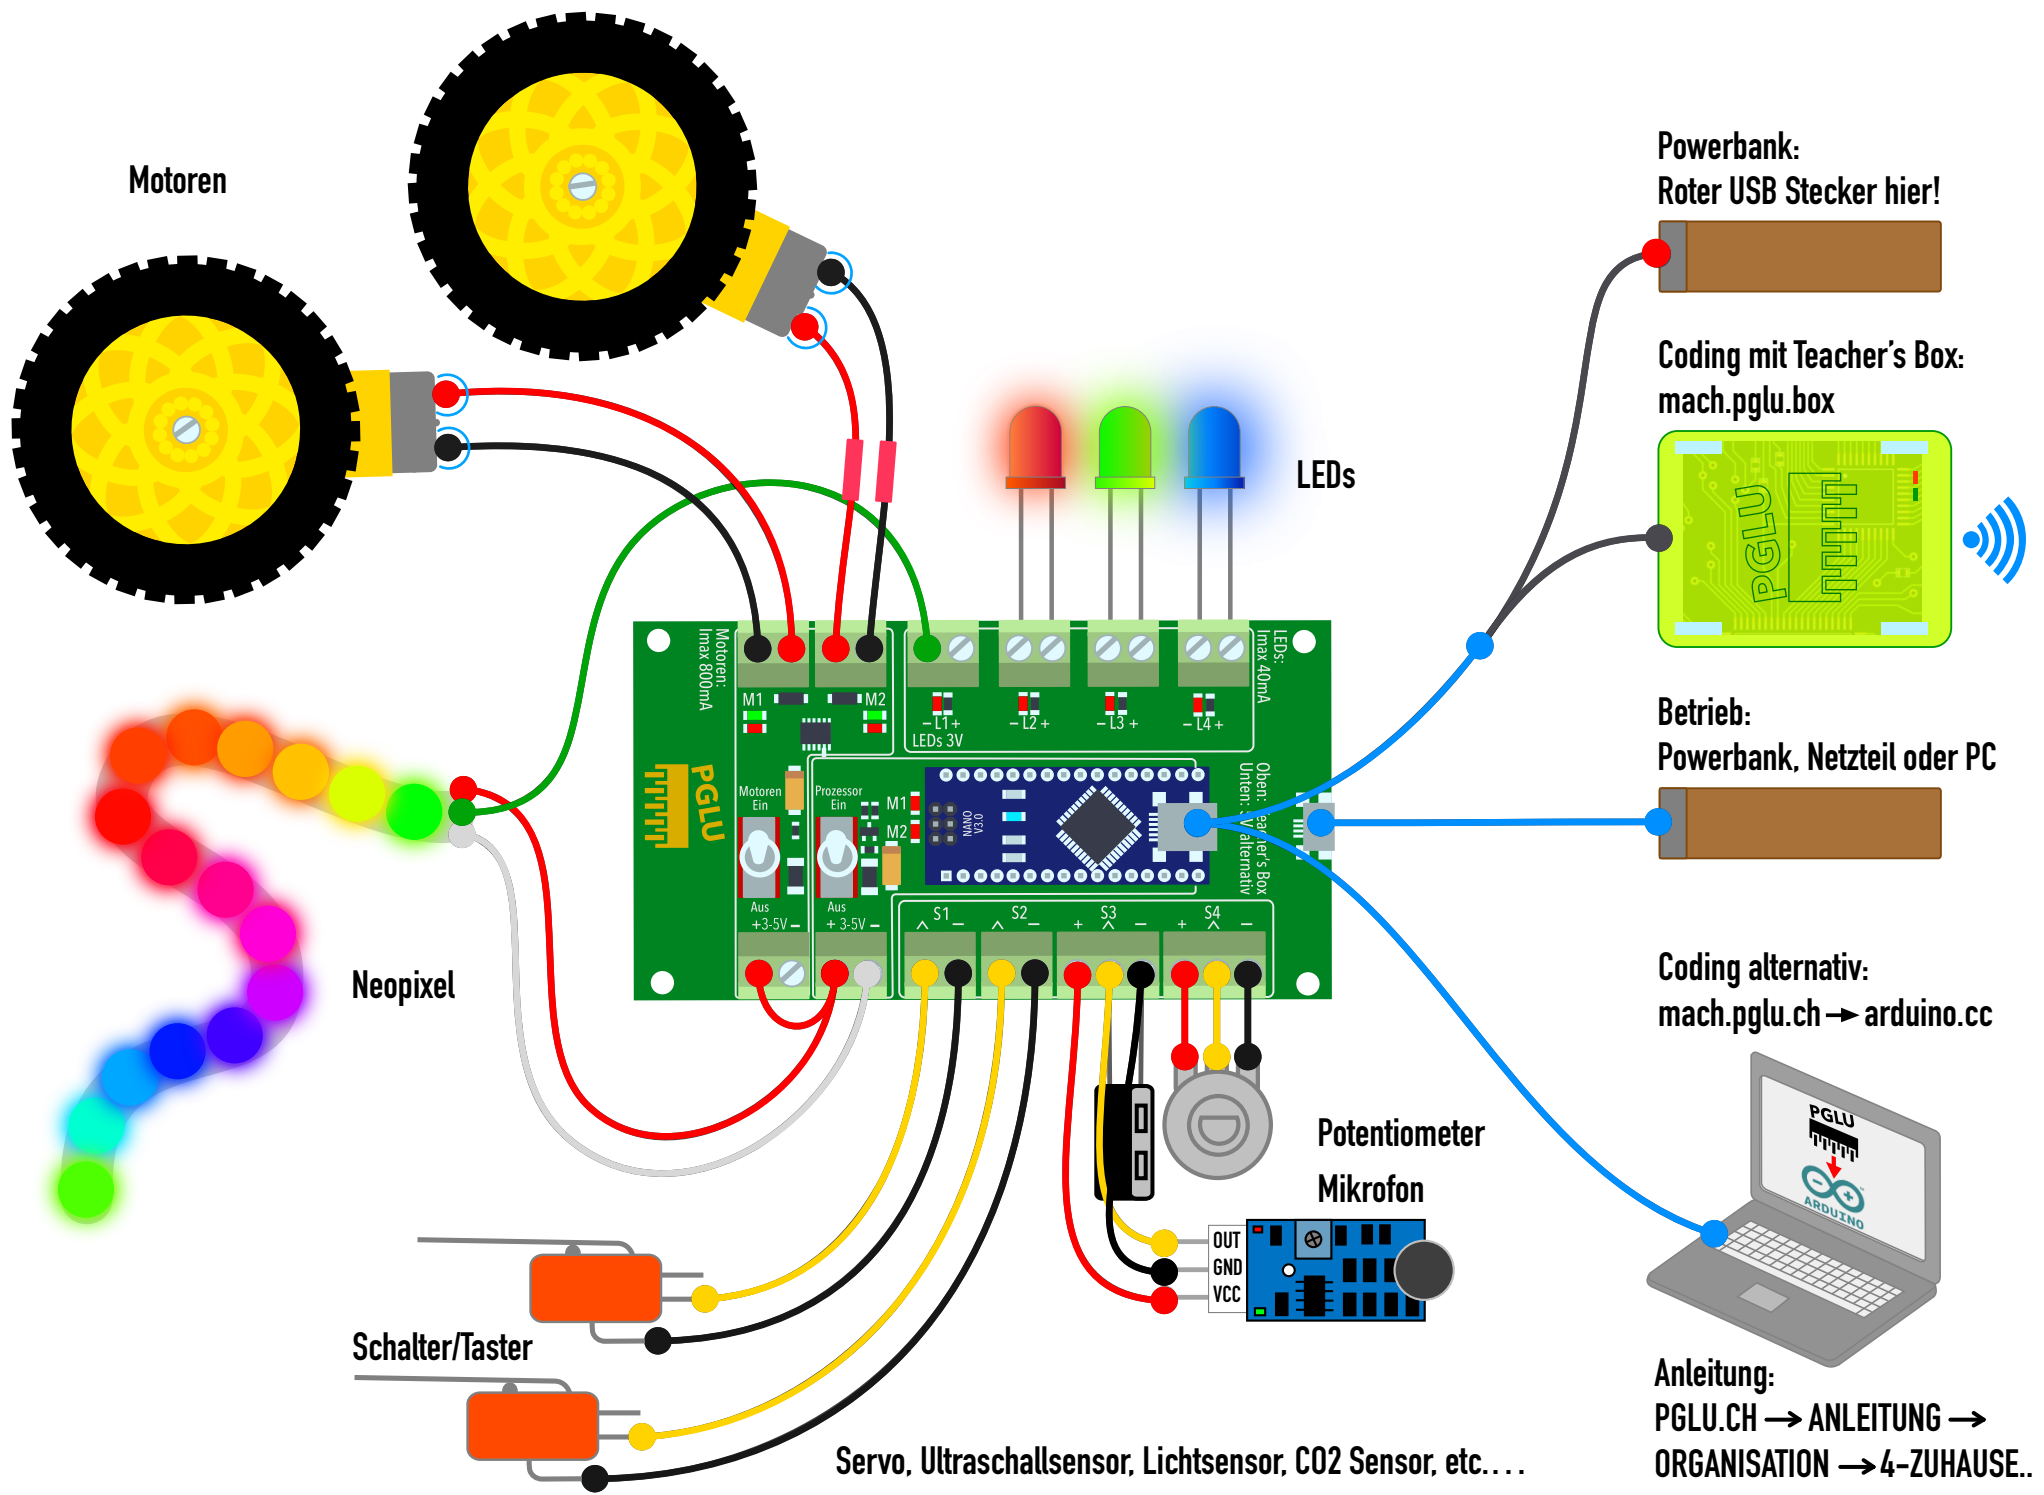 Motoren
Powerbank:
Roter USB Stecker hier!
Coding mit Teacher's Box:
mach.pglu.box
PGLU
LEDs
Betrieb:
Powerbank, Netzteil oder PC
Motoren:
Imax 800mA
LEDs:
Imax 40mA
M1
M2
- L1 +
LEDs 3V
- L2 +
- L3 +
- L4 +
PGLU
Motoren
Ein
Prozessor
Ein
M1
M2
NANO
V3.0
Oben: Teacher's Box
Unten: 5V alternativ
Aus
+3-5V -
Aus
+ 3-5V -
S1
^ -
S2
^ -
S3
+ ^ -
S4
+ ^ -
Neopixel
Coding alternativ:
mach.pglu.ch → arduino.cc
PGLU
ARDUINO
Potentiometer
Mikrofon
OUT
GND
VCC
Schalter/Taster
Servo, Ultraschallsensor, Lichtsensor, CO2 Sensor, etc....
Anleitung:
PGLU.CH → ANLEITUNG →
ORGANISATION → 4-ZUHAUSE..